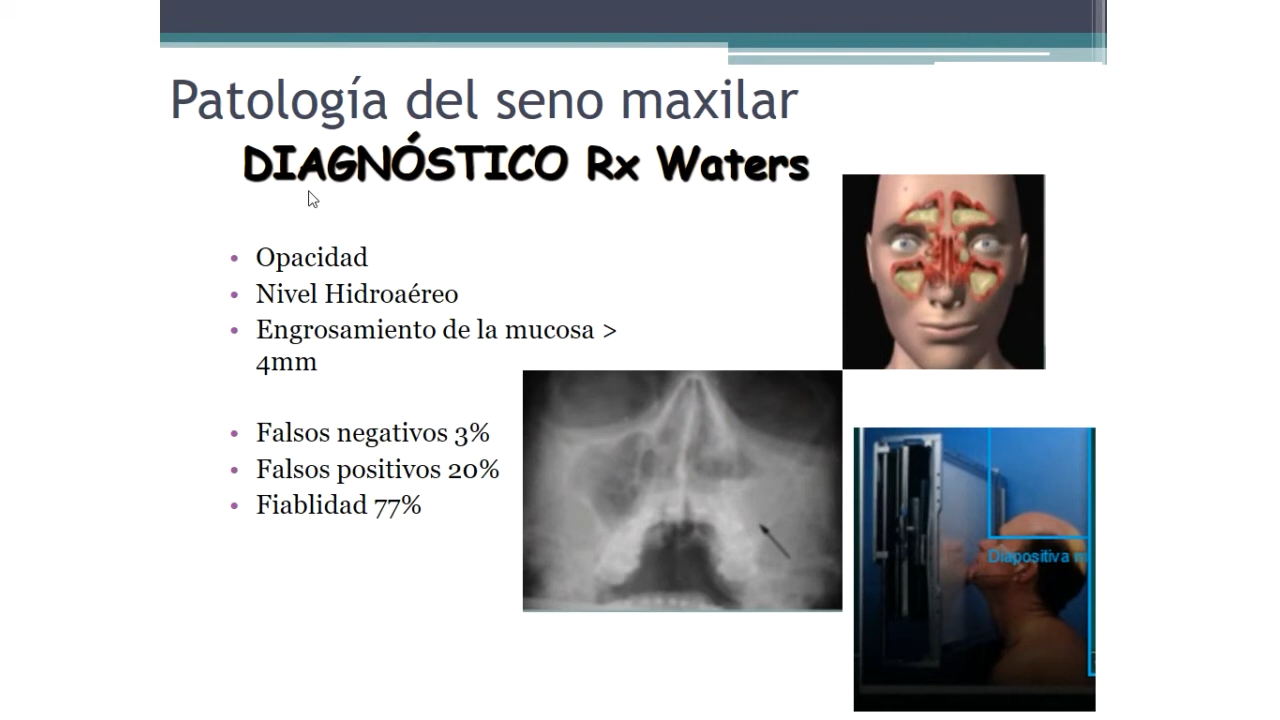 Patología del seno maxilar
DIAGNÓSTICO Rx Waters
• Opacidad
• Nivel Hidroaéreo
• Engrosamiento de la mucosa >
4mm
• Falsos negativos 3%
• Falsos positivos 20%
• Fiablidad 77%
Diapositiva